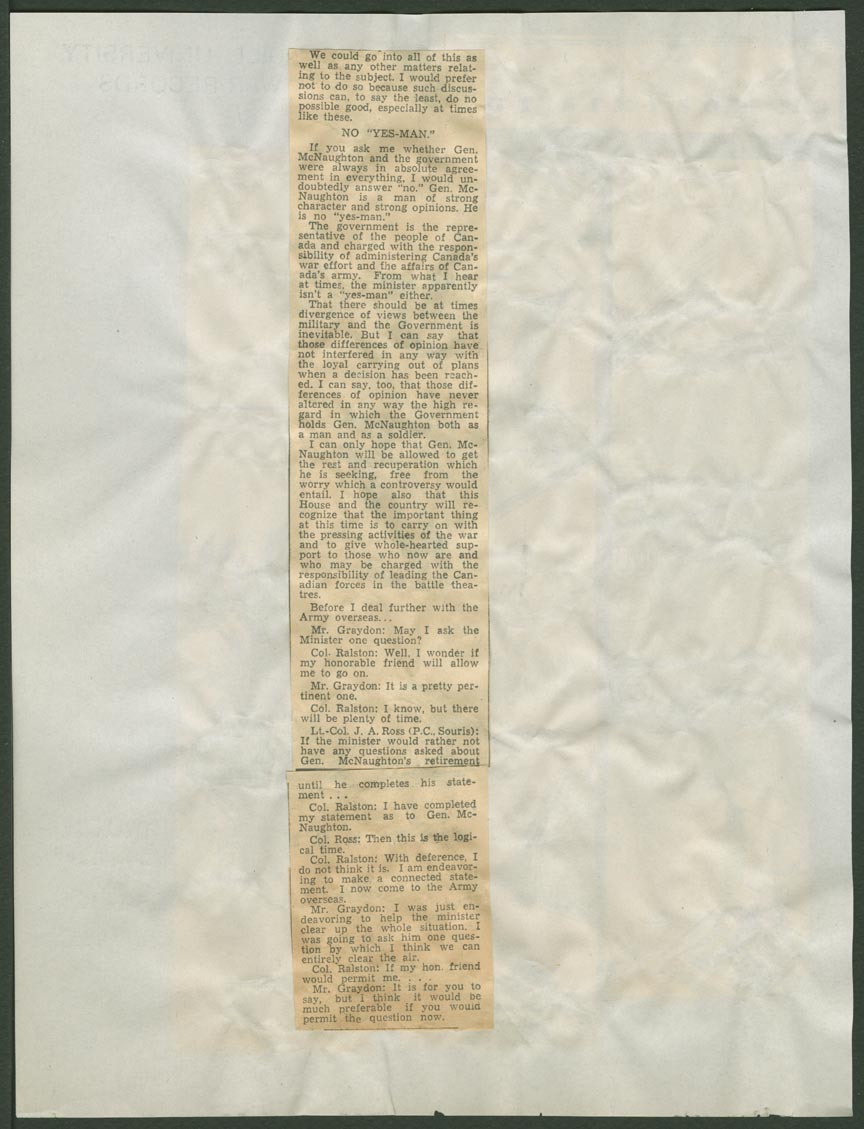 We could go into all of this as
well as any other matters relat-
ing to the subject. I would prefer
not to do so because such discus-
sions can, to say the least, do no
possible good, especially at times
like these.
NO "YES-MAN."
If you ask me whether Gen.
McNaughton and the government
were always in absolute agree-
ment in everything, I would un-
doubtedly answer "no." Gen. Mc-
Naughton is a man of strong
character and strong opinions. He
is no "yes-man."
The government is the repre-
sentative of the people of Can-
ada and charged with the respon-
sibility of administering Canada's
war effort and the affairs of Can-
ada's army. From what I hear
at times, the minister apparently
isn't a "yes-man" either.
That there should be at times
divergence of views between the
military and the Government is
inevitable. But I can say that
those differences of opinion have
not interfered in any way with
the loyal carrying out of plans
when a decision has been reach-
ed. I can say, too, that those dif-
ferences of opinion have never
altered in any way the high re-
gard in which the Government
holds Gen. McNaughton both as
a man and as a soldier.
I can only hope that Gen. Mc-
Naughton will be allowed to get
the rest and recuperation which
he is seeking, free from the
worry which a controversy would
entail. I hope also that this
House and the country will re-
cognize that the important thing
at this time is to carry on with
the pressing activities of the war
and to give whole-hearted sup-
port to those who now are and
who may be charged with the
responsibility of leading the Can-
adian forces in the battle thea-
tres.
Before I deal further with the
Army overseas...
Mr. Graydon: May I ask the
Minister one question?
Col. Ralston: Well, I wonder if
my honorable friend will allow
me to go on.
Mr. Graydon: It is a pretty per-
tinent one.
Col. Ralston: I know, but there
will be plenty of time.
Lt.-Col. J. A. Ross (P.C., Souris):
If the minister would rather not
have any questions asked about
Gen. McNaughton's retirement
until he completes his state-
ment . . .
Col. Ralston: I have completed
my statement as to Gen. Mc-
Naughton.
Col. Ross: Then this is the logi-
cal time.
Col. Ralston: With deference, I
do not think it is. I am endeavor-
ing to make a connected state-
ment. I now come to the Army
overseas.
Mr. Graydon: I was just en-
deavoring to help the minister
clear up the whole situation. I
was going to ask him one ques-
tion by which I think we can
entirely clear the air.
Col. Ralston: If my hon. friend
would permit me. . . .
Mr. Graydon: It is for you to
say, but I think it would be
much preferable if you would
permit the question now.